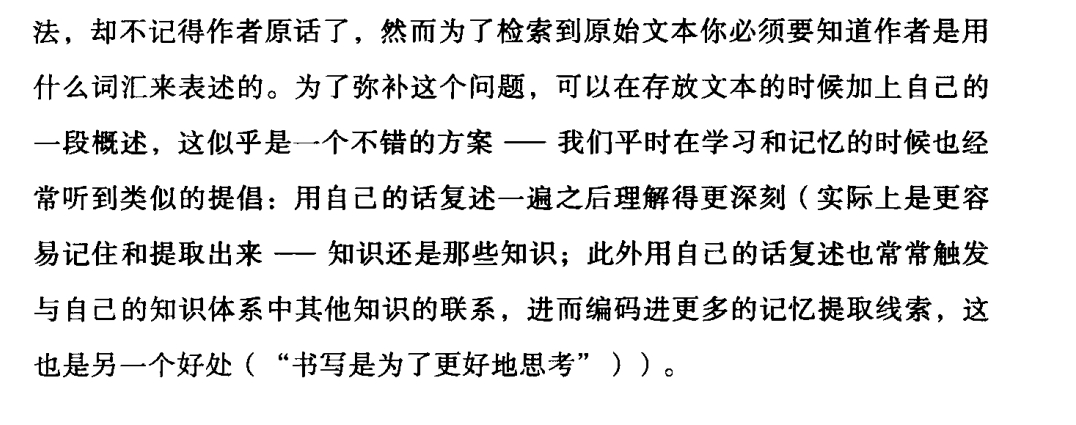 法，却不记得作者原话了，然而为了检索到原始文本你必须要知道作者是用
什么词汇来表述的。为了弥补这个问题，可以在存放文本的时候加上自己的
一段概述，这似乎是一个不错的方案 —— 我们平时在学习和记忆的时候也经
常听到类似的提倡：用自己的话复述一遍之后理解得更深刻（实际上是更容
易记住和提取出来 —— 知识还是那些知识；此外用自己的话复述也常常触发
与自己的知识体系中其他知识的联系，进而编码进更多的记忆提取线索，这
也是另一个好处（“书写是为了更好地思考”））。